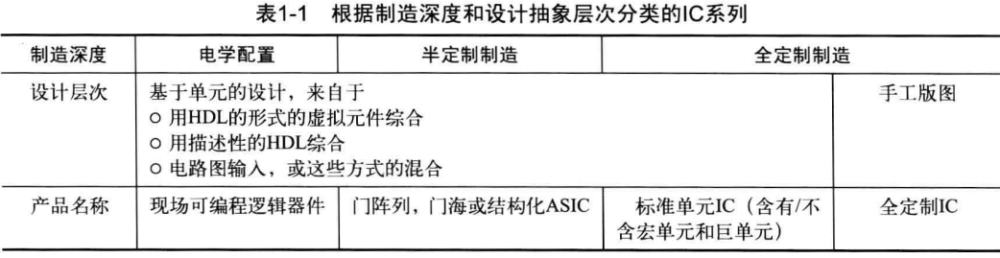 表1-1 根据制造深度和设计抽象层次分类的IC系列
制造深度 电学配置 半定制制造 全定制制造
设计层次 基于单元的设计，来自于 手工版图
○ 用HDL的形式的虚拟元件综合
○ 用描述性的HDL综合
○ 电路图输入，或这些方式的混合
产品名称 现场可编程逻辑器件 门阵列，门海或结构化ASIC 标准单元IC（含有/不 全定制IC
含宏单元和巨单元）